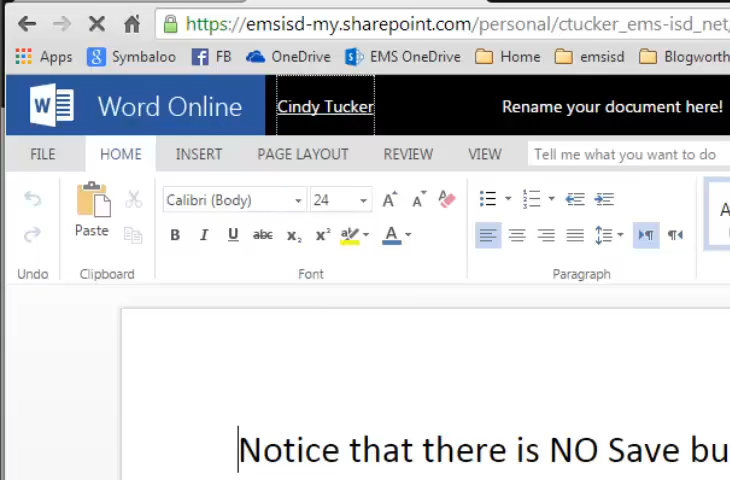 https://emsisd-my.sharepoint.com/personal/ctucker_ems-isd_net/
Apps Symbaloo FB OneDrive EMS OneDrive Home emsisd Blogworth
Word Online Cindy Tucker Rename your document here!
FILE HOME INSERT PAGE LAYOUT REVIEW VIEW Tell me what you want to do
Calibri (Body) 24
Paste
Undo Clipboard Font Paragraph
Notice that there is NO Save bu